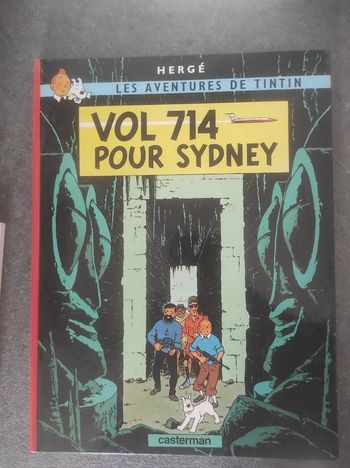 HERGÉ
LES AVENTURES DE TINTIN
VOL 714
POUR SYDNEY
casterman